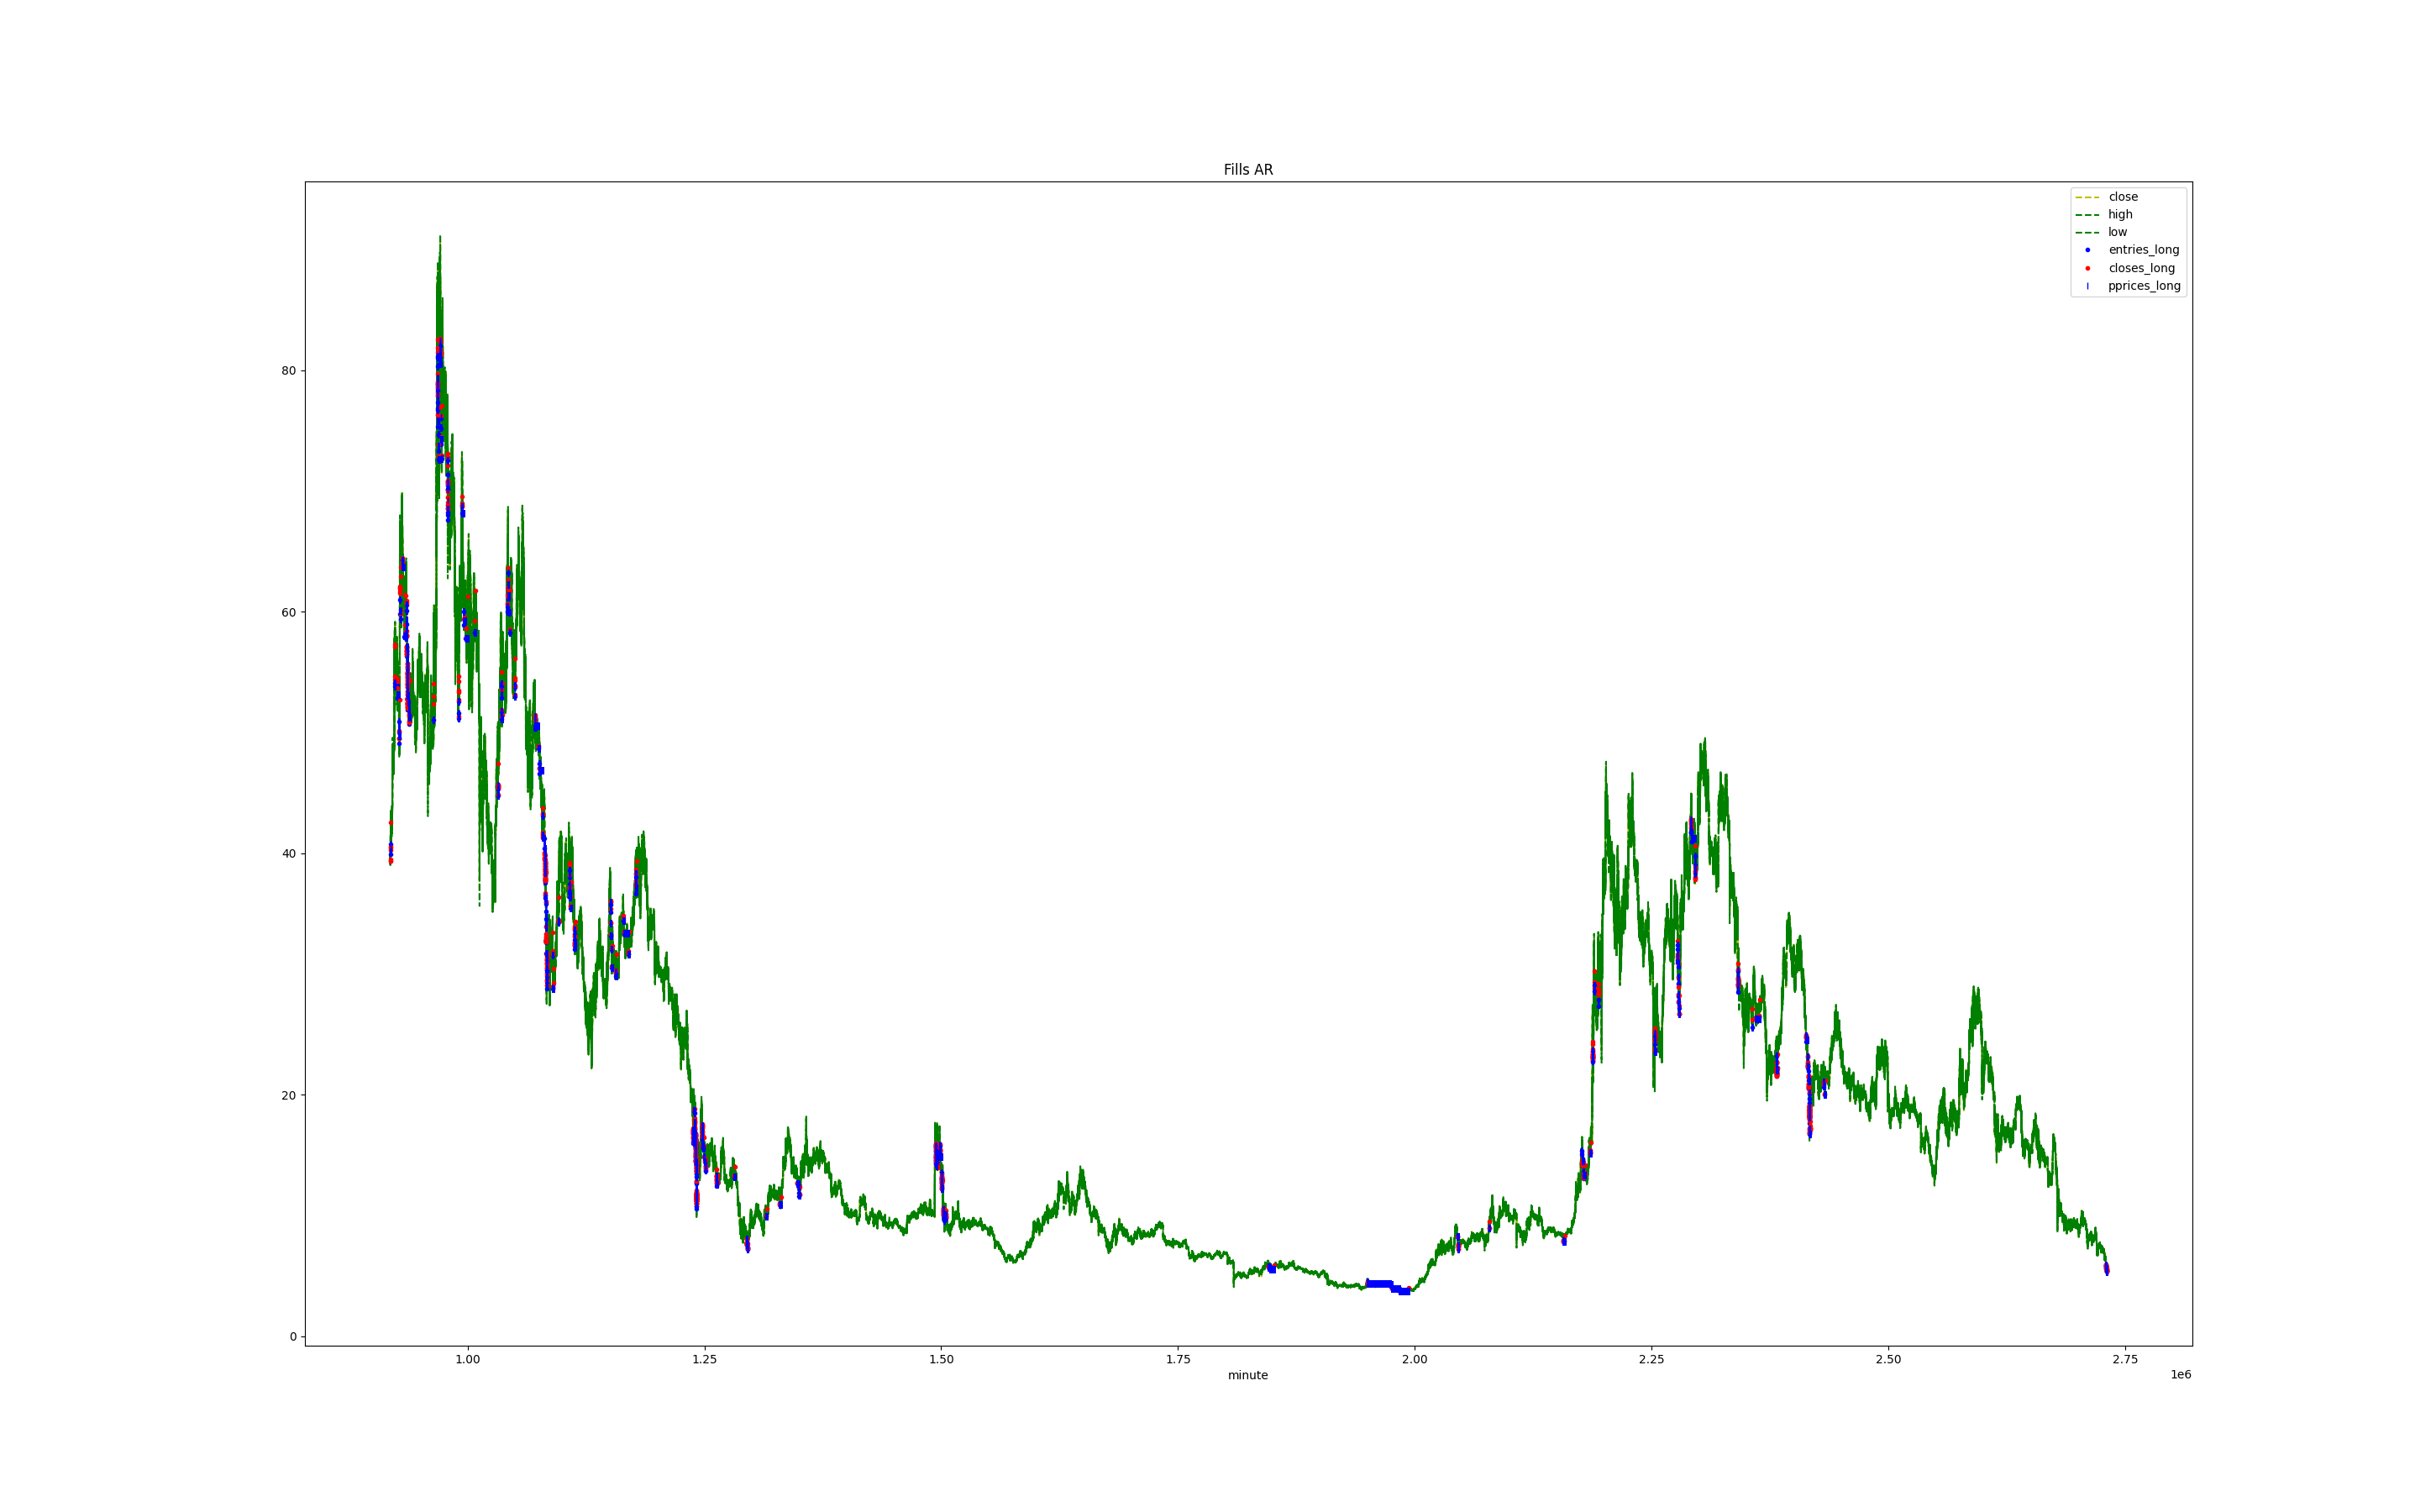 Fills AR
close
high
low
entries_long
closes_long
pprices_long
80
60
40
20
0
1.00 1.25 1.50 1.75 2.00 2.25 2.50 2.75
minute
1e6